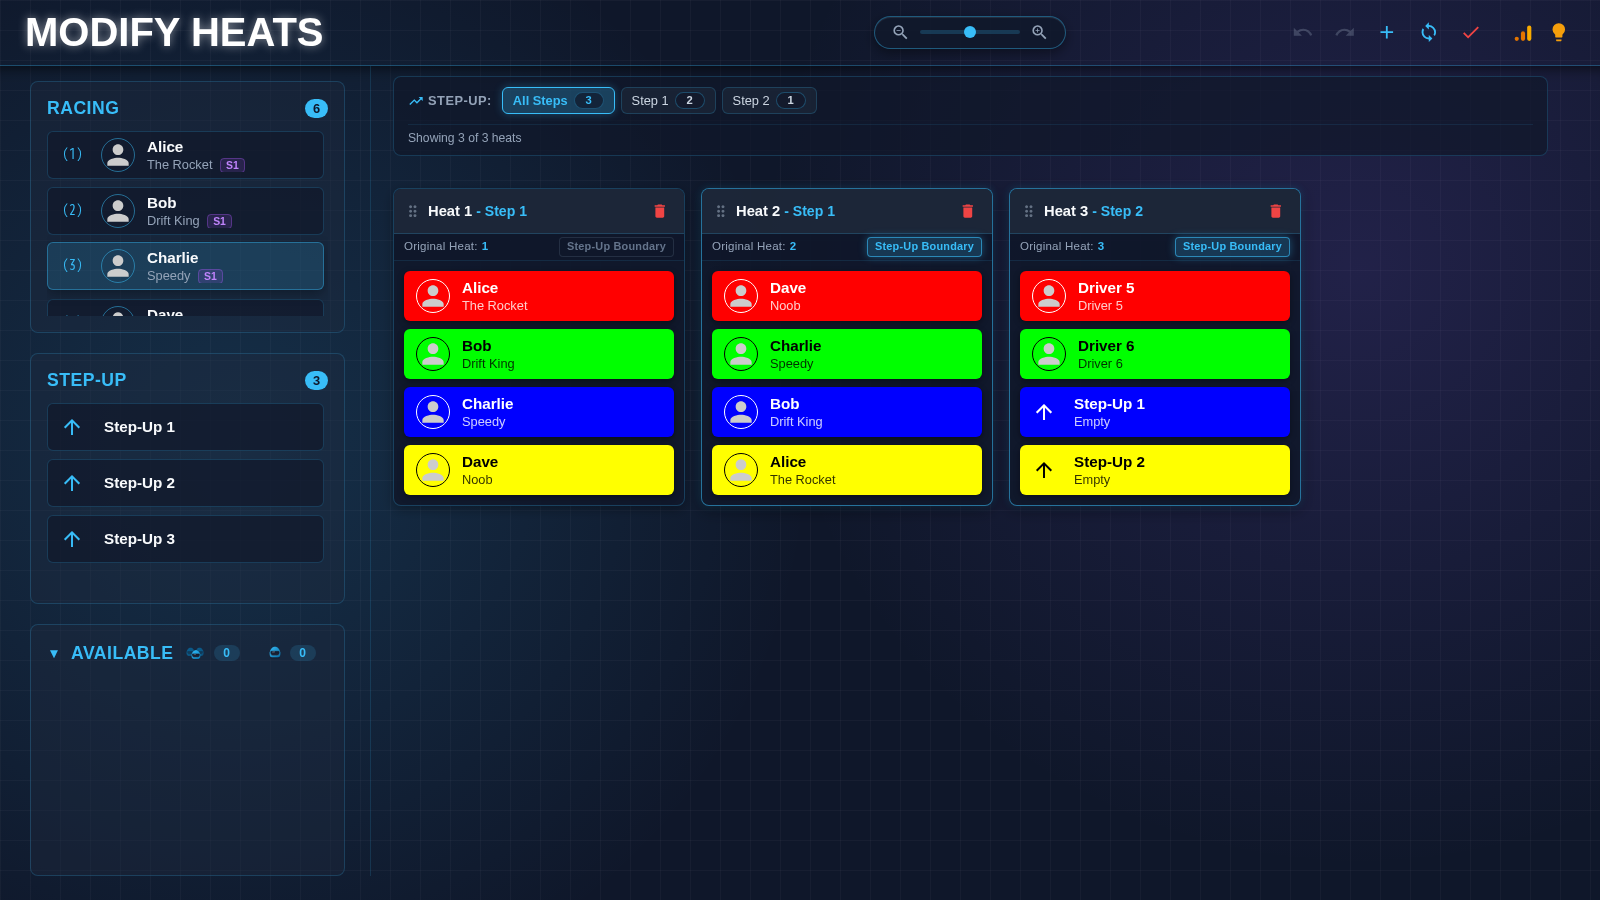 MODIFY HEATS
RACING 6
(1) Alice
The Rocket S1
(2) Bob
Drift King S1
(3) Charlie
Speedy S1
Dave
STEP-UP 3
Step-Up 1
Step-Up 2
Step-Up 3
▼ AVAILABLE 0 0
STEP-UP: All Steps 3 Step 1 2 Step 2 1
Showing 3 of 3 heats
Heat 1 - Step 1
Original Heat: 1 Step-Up Boundary
Alice
The Rocket
Bob
Drift King
Charlie
Speedy
Dave
Noob
Heat 2 - Step 1
Original Heat: 2 Step-Up Boundary
Dave
Noob
Charlie
Speedy
Bob
Drift King
Alice
The Rocket
Heat 3 - Step 2
Original Heat: 3 Step-Up Boundary
Driver 5
Driver 5
Driver 6
Driver 6
Step-Up 1
Empty
Step-Up 2
Empty